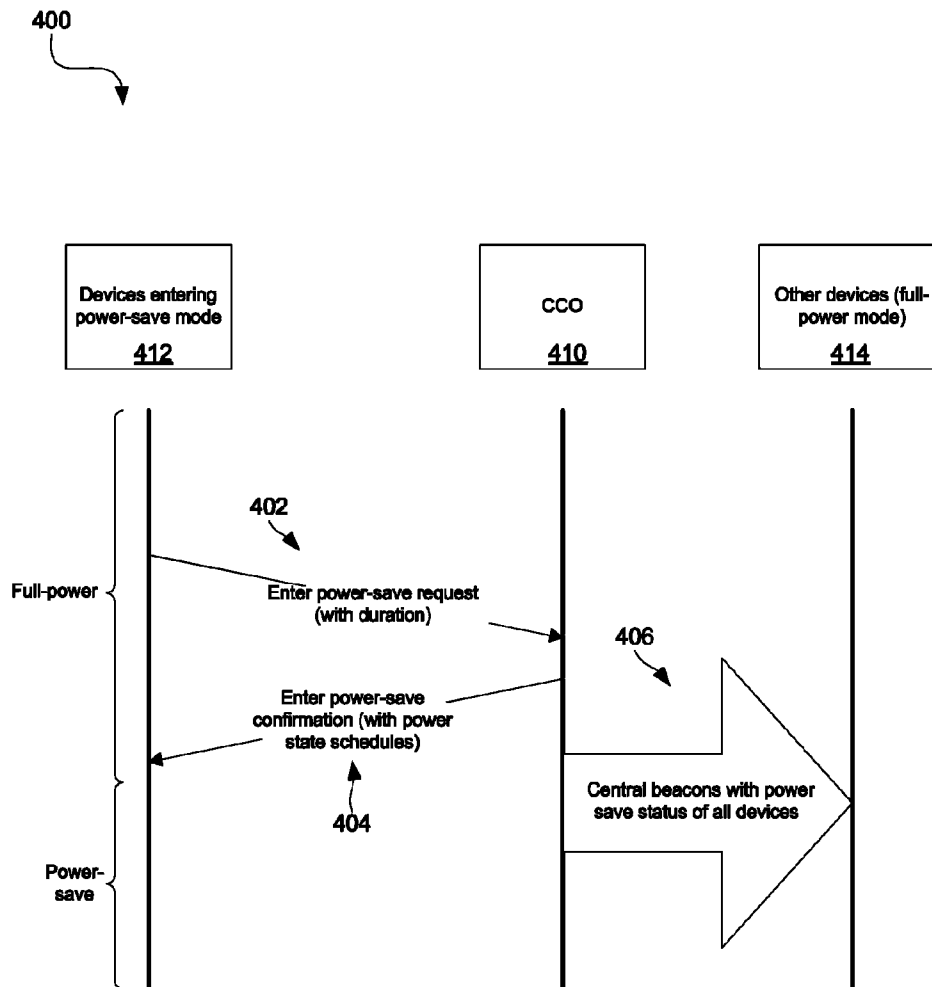 400
Devices entering
power-save mode
412
CCO
410
Other devices (full-
power mode)
414
402
Full-power
Enter power-save request
(with duration)
406
Enter power-save
confirmation (with power
state schedules)
404
Central beacons with power
save status of all devices
Power-
save